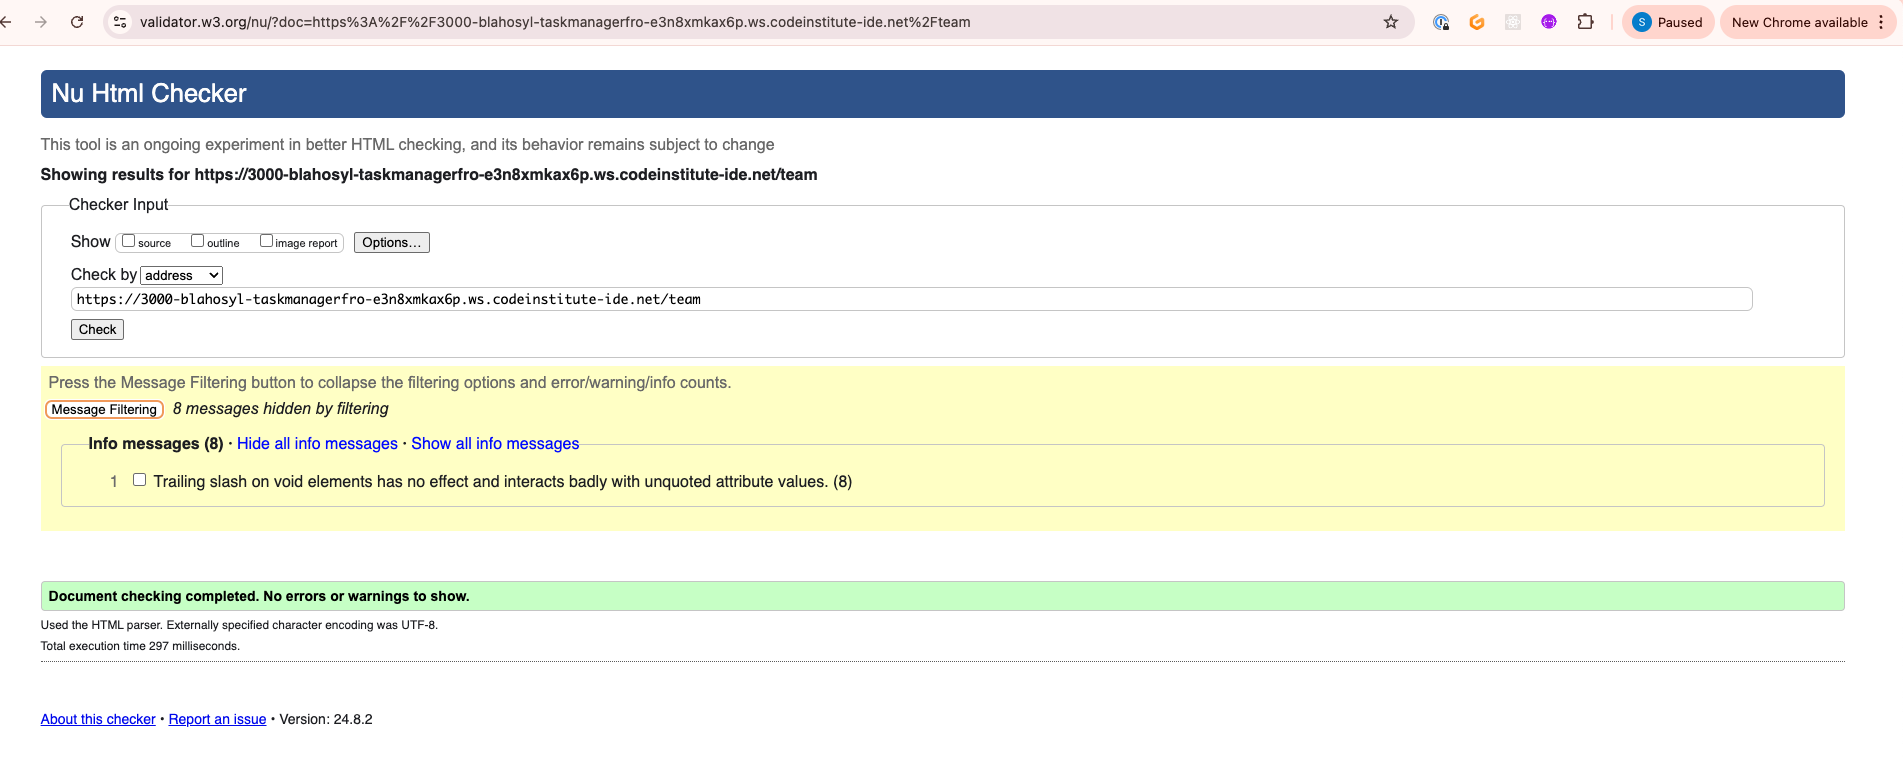 validator.w3.org/nu/?doc=https%3A%2F%2F3000-blahosyl-taskmanagerfro-e3n8xmkax6p.ws.codeinstitute-ide.net%2Fteam
S Paused New Chrome available
Nu Html Checker
This tool is an ongoing experiment in better HTML checking, and its behavior remains subject to change
Showing results for https://3000-blahosyl-taskmanagerfro-e3n8xmkax6p.ws.codeinstitute-ide.net/team
Checker Input
Show source outline image report Options...
Check by address
https://3000-blahosyl-taskmanagerfro-e3n8xmkax6p.ws.codeinstitute-ide.net/team
Check
Press the Message Filtering button to collapse the filtering options and error/warning/info counts.
Message Filtering 8 messages hidden by filtering
Info messages (8) · Hide all info messages · Show all info messages
1 Trailing slash on void elements has no effect and interacts badly with unquoted attribute values. (8)
Document checking completed. No errors or warnings to show.
Used the HTML parser. Externally specified character encoding was UTF-8.
Total execution time 297 milliseconds.
About this checker • Report an issue • Version: 24.8.2